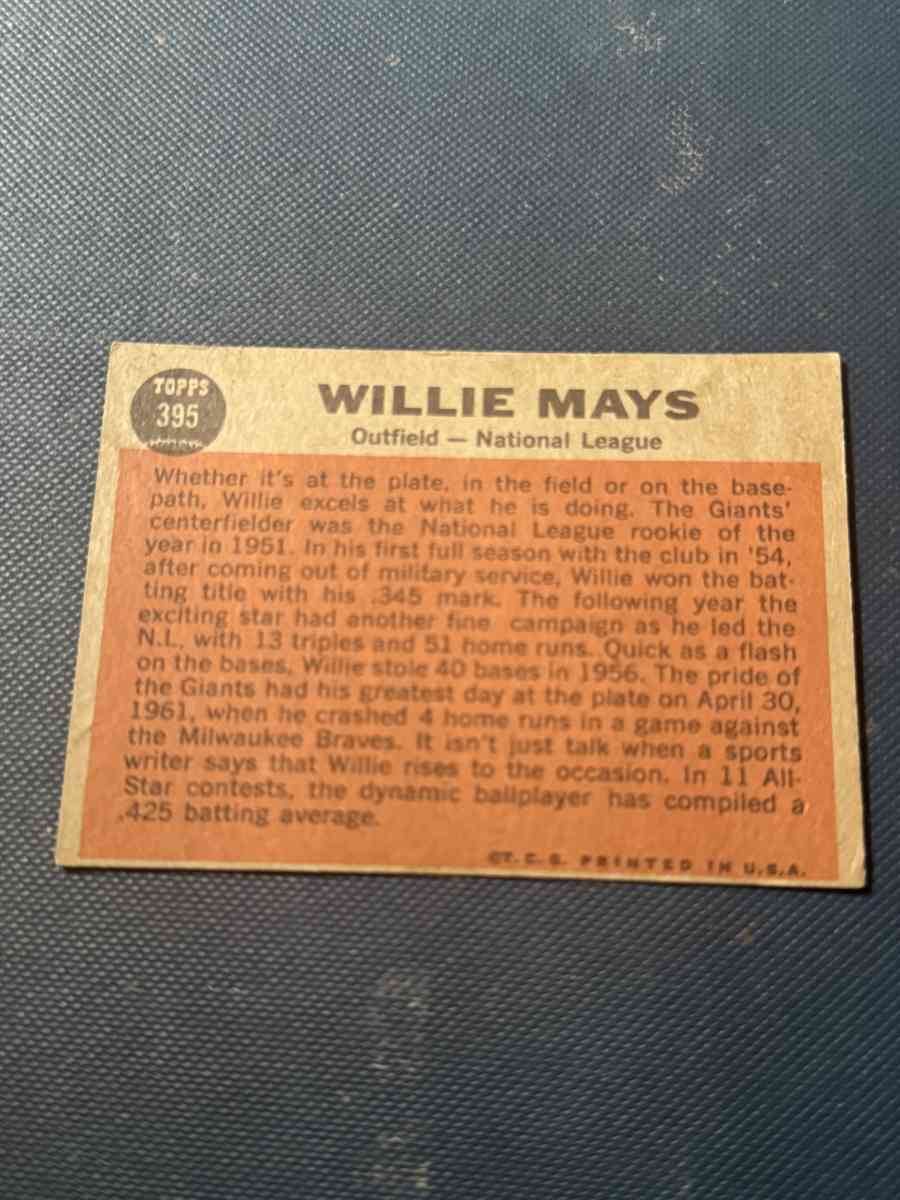 TOPPS
395
WILLIE MAYS
Outfield — National League
Whether it's at the plate, in the field or on the base-
path, Willie excels at what he is doing. The Giants'
centerfielder was the National League rookie of the
year in 1951. In his first full season with the club in '54,
after coming out of military service, Willie won the bat-
ting title with his .345 mark. The following year the
exciting star had another fine campaign as he led the
N.L. with 13 triples and 51 home runs. Quick as a flash
on the bases, Willie stole 40 bases in 1956. The pride of
the Giants had his greatest day at the plate on April 30,
1961, when he crashed 4 home runs in a game against
the Milwaukee Braves. It isn't just talk when a sports
writer says that Willie rises to the occasion. In 11 All-
Star contests, the dynamic ballplayer has compiled a
.425 batting average.
©T. C. G. PRINTED IN U.S.A.